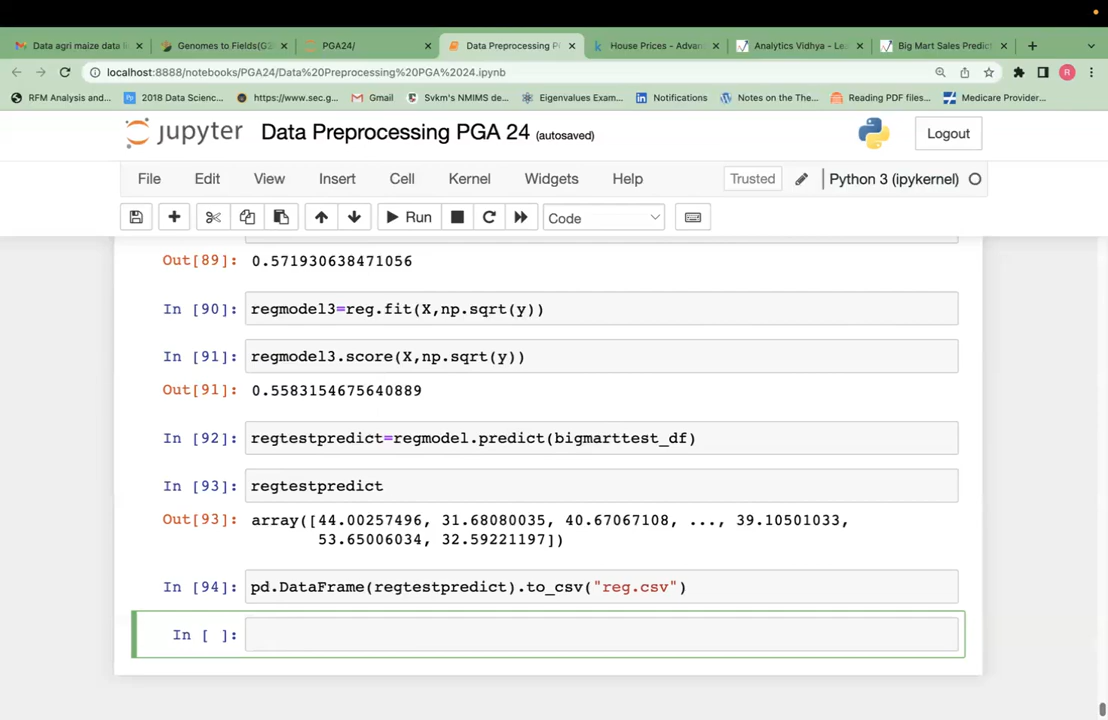 Data agri maize data l
Genomes to Fields(G2
PGA24/
Data Preprocessing P
House Prices - Advan
Analytics Vidhya - Lea
Big Mart Sales Predict
localhost:8888/notebooks/PGA24/Data%20Preprocessing%20PGA%2024.ipynb
R
RFM Analysis and...
2018 Data Scienc...
https://www.sec.g...
Gmail
Svkm's NMIMS de...
Eigenvalues Exam...
Notifications
Notes on the The...
Reading PDF files...
Medicare Provider...
jupyter Data Preprocessing PGA 24 (autosaved)
Logout
File Edit View Insert Cell Kernel Widgets Help
Trusted
Python 3 (ipykernel)
Run
Code
Out[89]: 0.571930638471056
In [90]: regmodel3=reg.fit(X,np.sqrt(y))
In [91]: regmodel3.score(X,np.sqrt(y))
Out[91]: 0.5583154675640889
In [92]: regtestpredict=regmodel.predict(bigmarttest_df)
In [93]: regtestpredict
Out[93]: array([44.00257496, 31.68080035, 40.67067108, ..., 39.10501033,
53.65006034, 32.59221197])
In [94]: pd.DataFrame(regtestpredict).to_csv("reg.csv")
In [ ]: